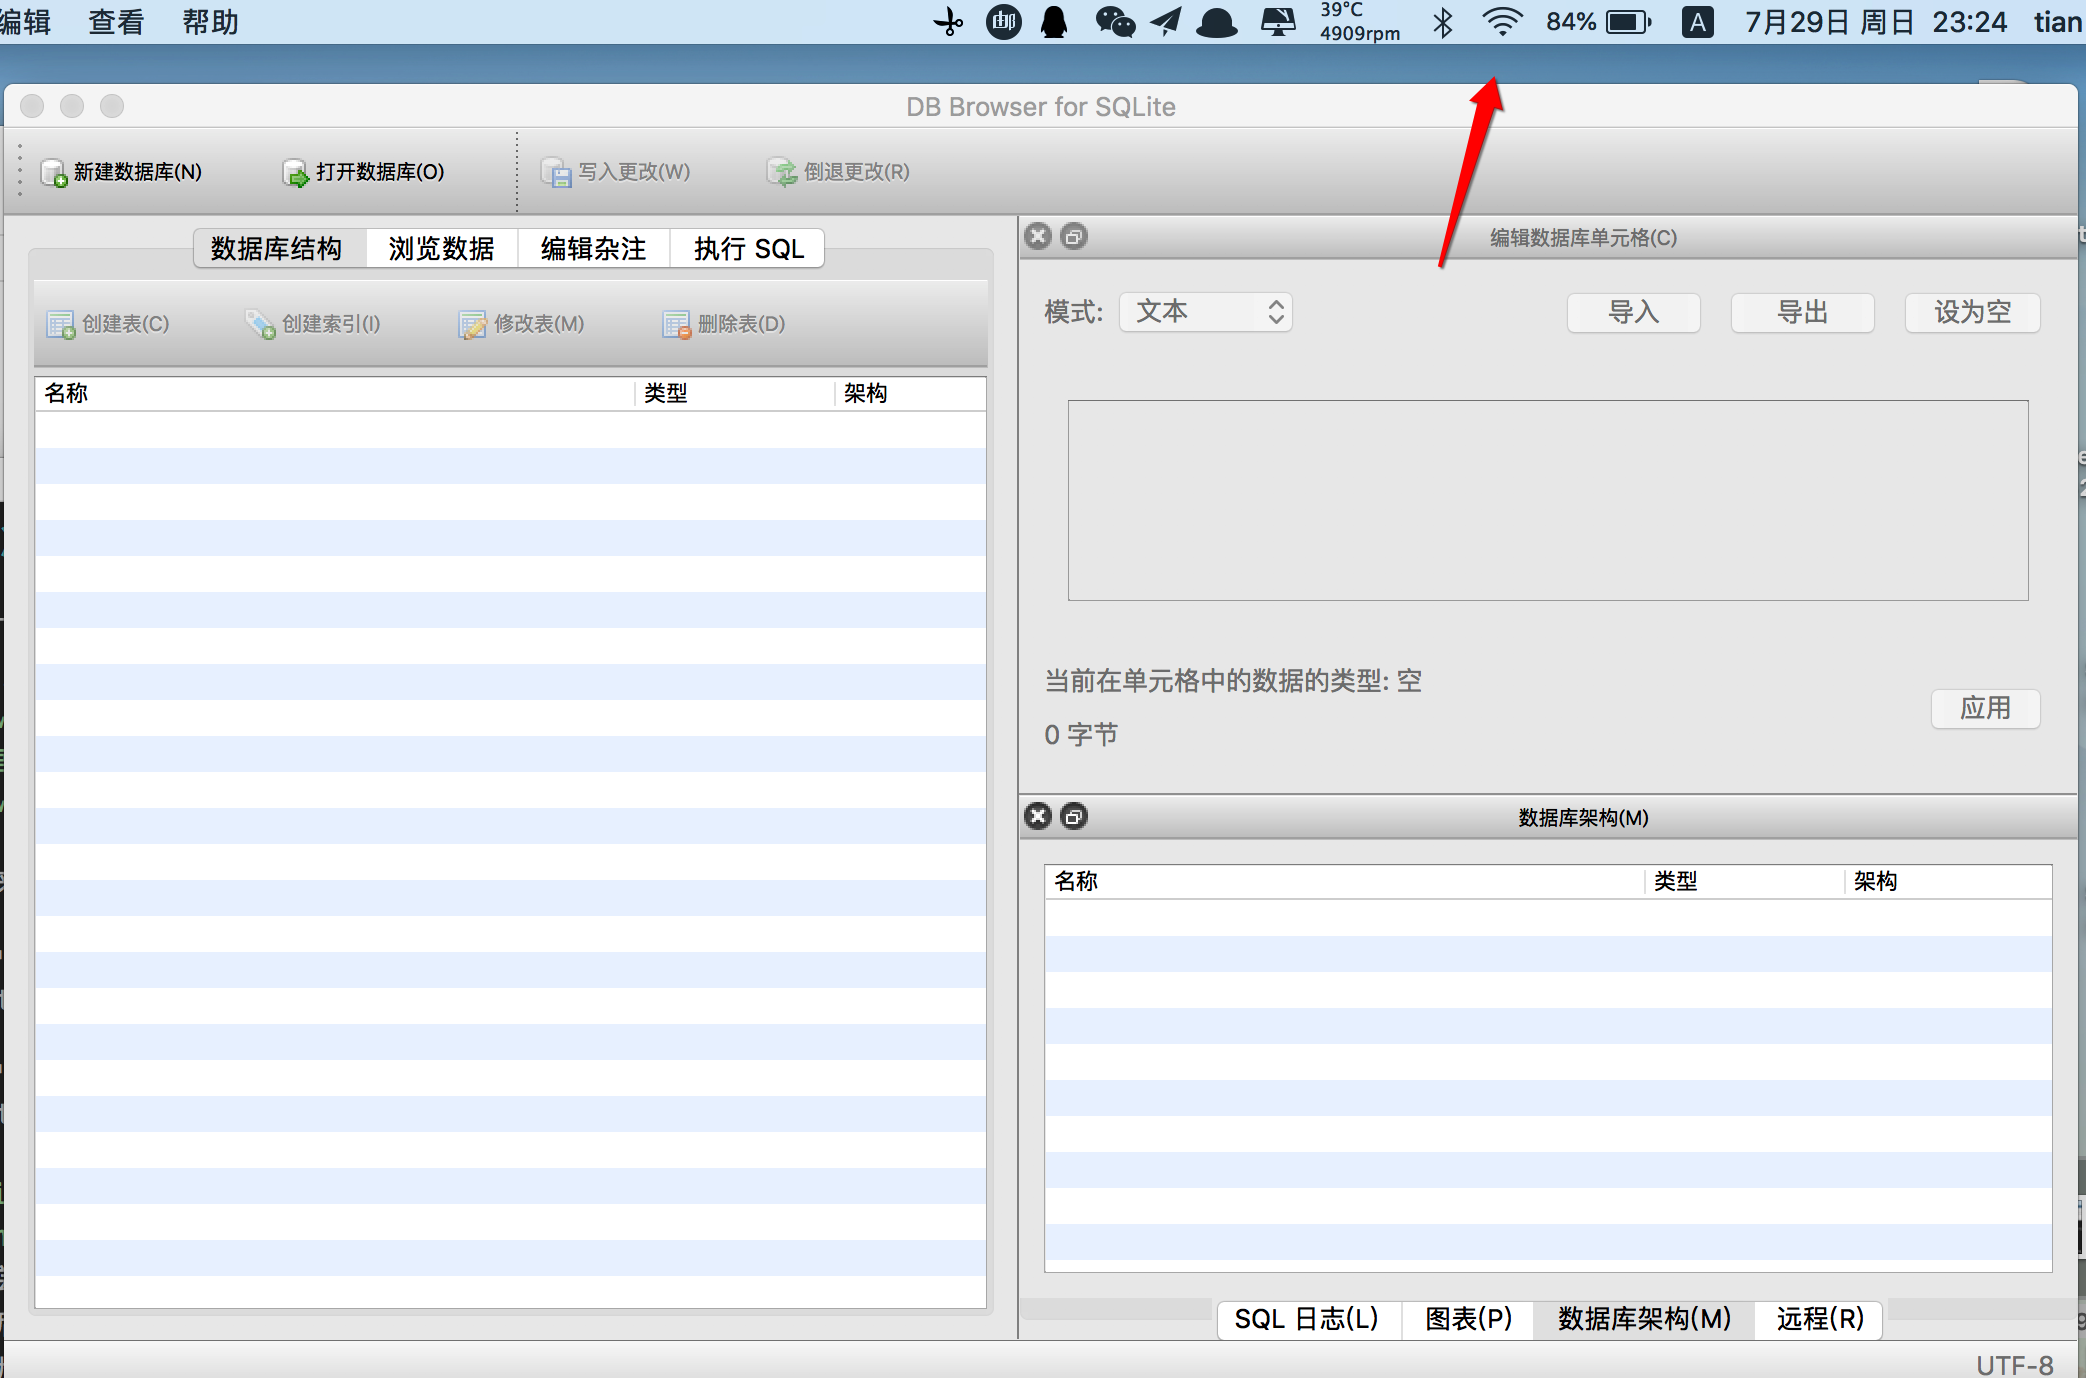 编辑 查看 帮助 39°C 84% A 7月29日 周日 23:24 tian
4909rpm
DB Browser for SQLite
新建数据库(N) 打开数据库(O) 写入更改(W) 倒退更改(R)
数据库结构 浏览数据 编辑杂注 执行 SQL
创建表(C) 创建索引(I) 修改表(M) 删除表(D)
名称 类型 架构
编辑数据库单元格(C)
模式: 文本 导入 导出 设为空
当前在单元格中的数据的类型: 空
0 字节
应用
数据库架构(M)
名称 类型 架构
SQL 日志(L) 图表(P) 数据库架构(M) 远程(R)
UTF-8